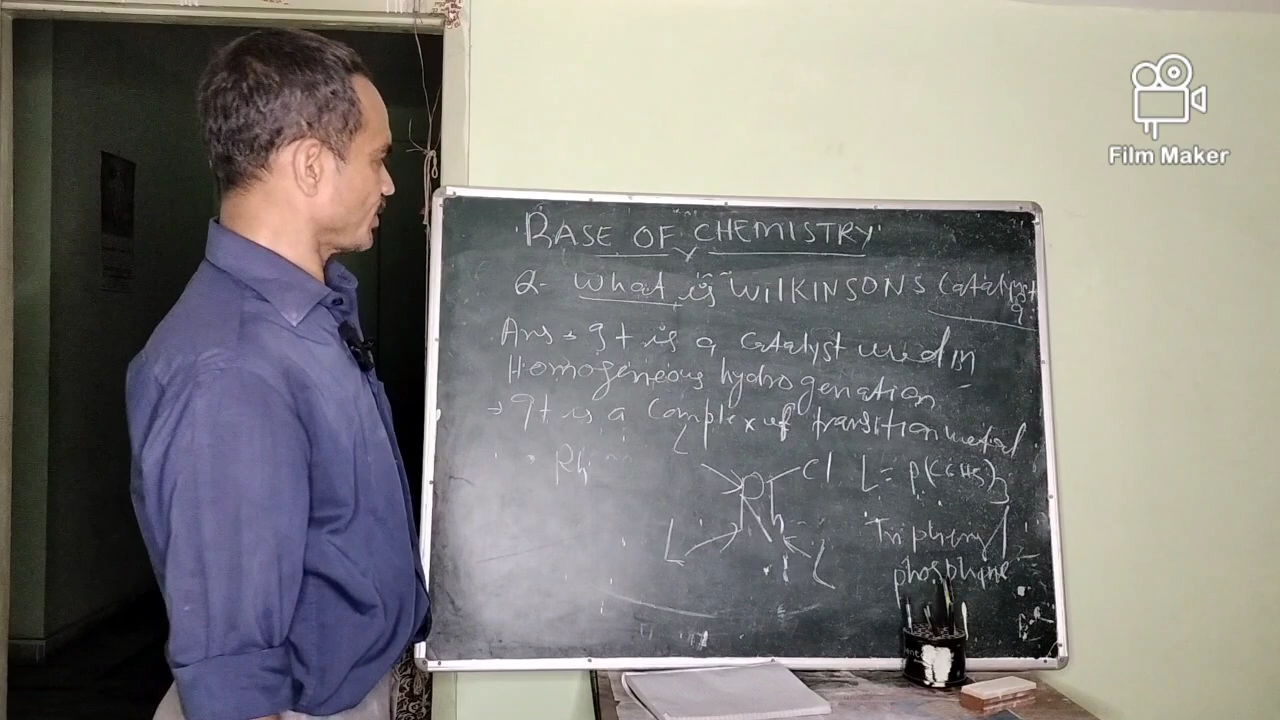 BASE OF CHEMISTRY
Q- What is WILKINSONS Catalyst ?
Ans → It is a catalyst used in
Homogeneous hydrogenation
→ It is a Complex of transition metal
Rh
L
Cl
L = P(C6H5)3
Rh
L
L
Triphenyl
phosphine
Film Maker